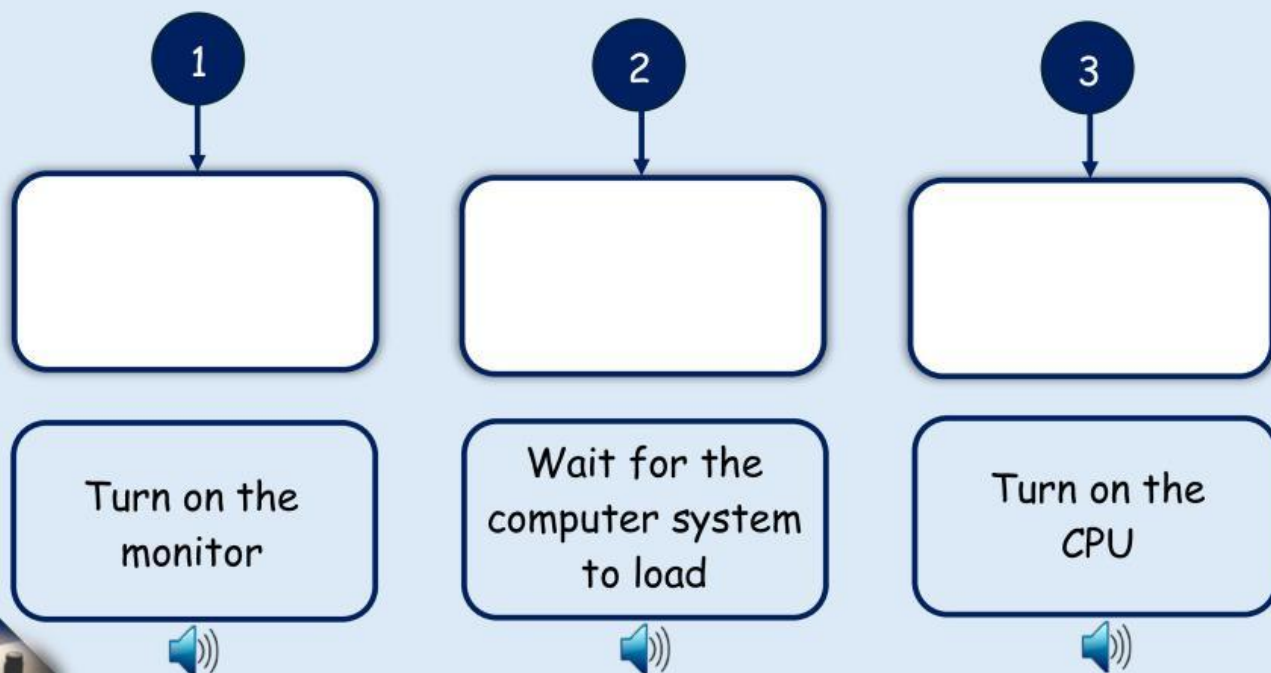 1
2
3
Turn on the
monitor
Wait for the
computer system
to load
Turn on the
CPU